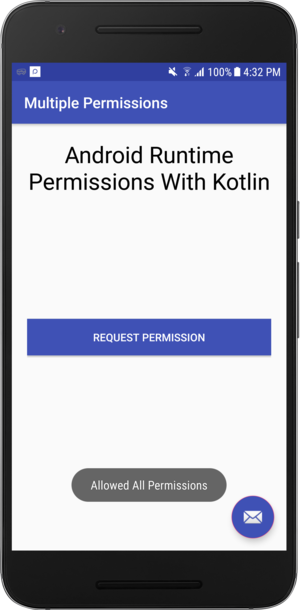 100% 4:32 PM
Multiple Permissions
Android Runtime
Permissions With Kotlin
REQUEST PERMISSION
Allowed All Permissions